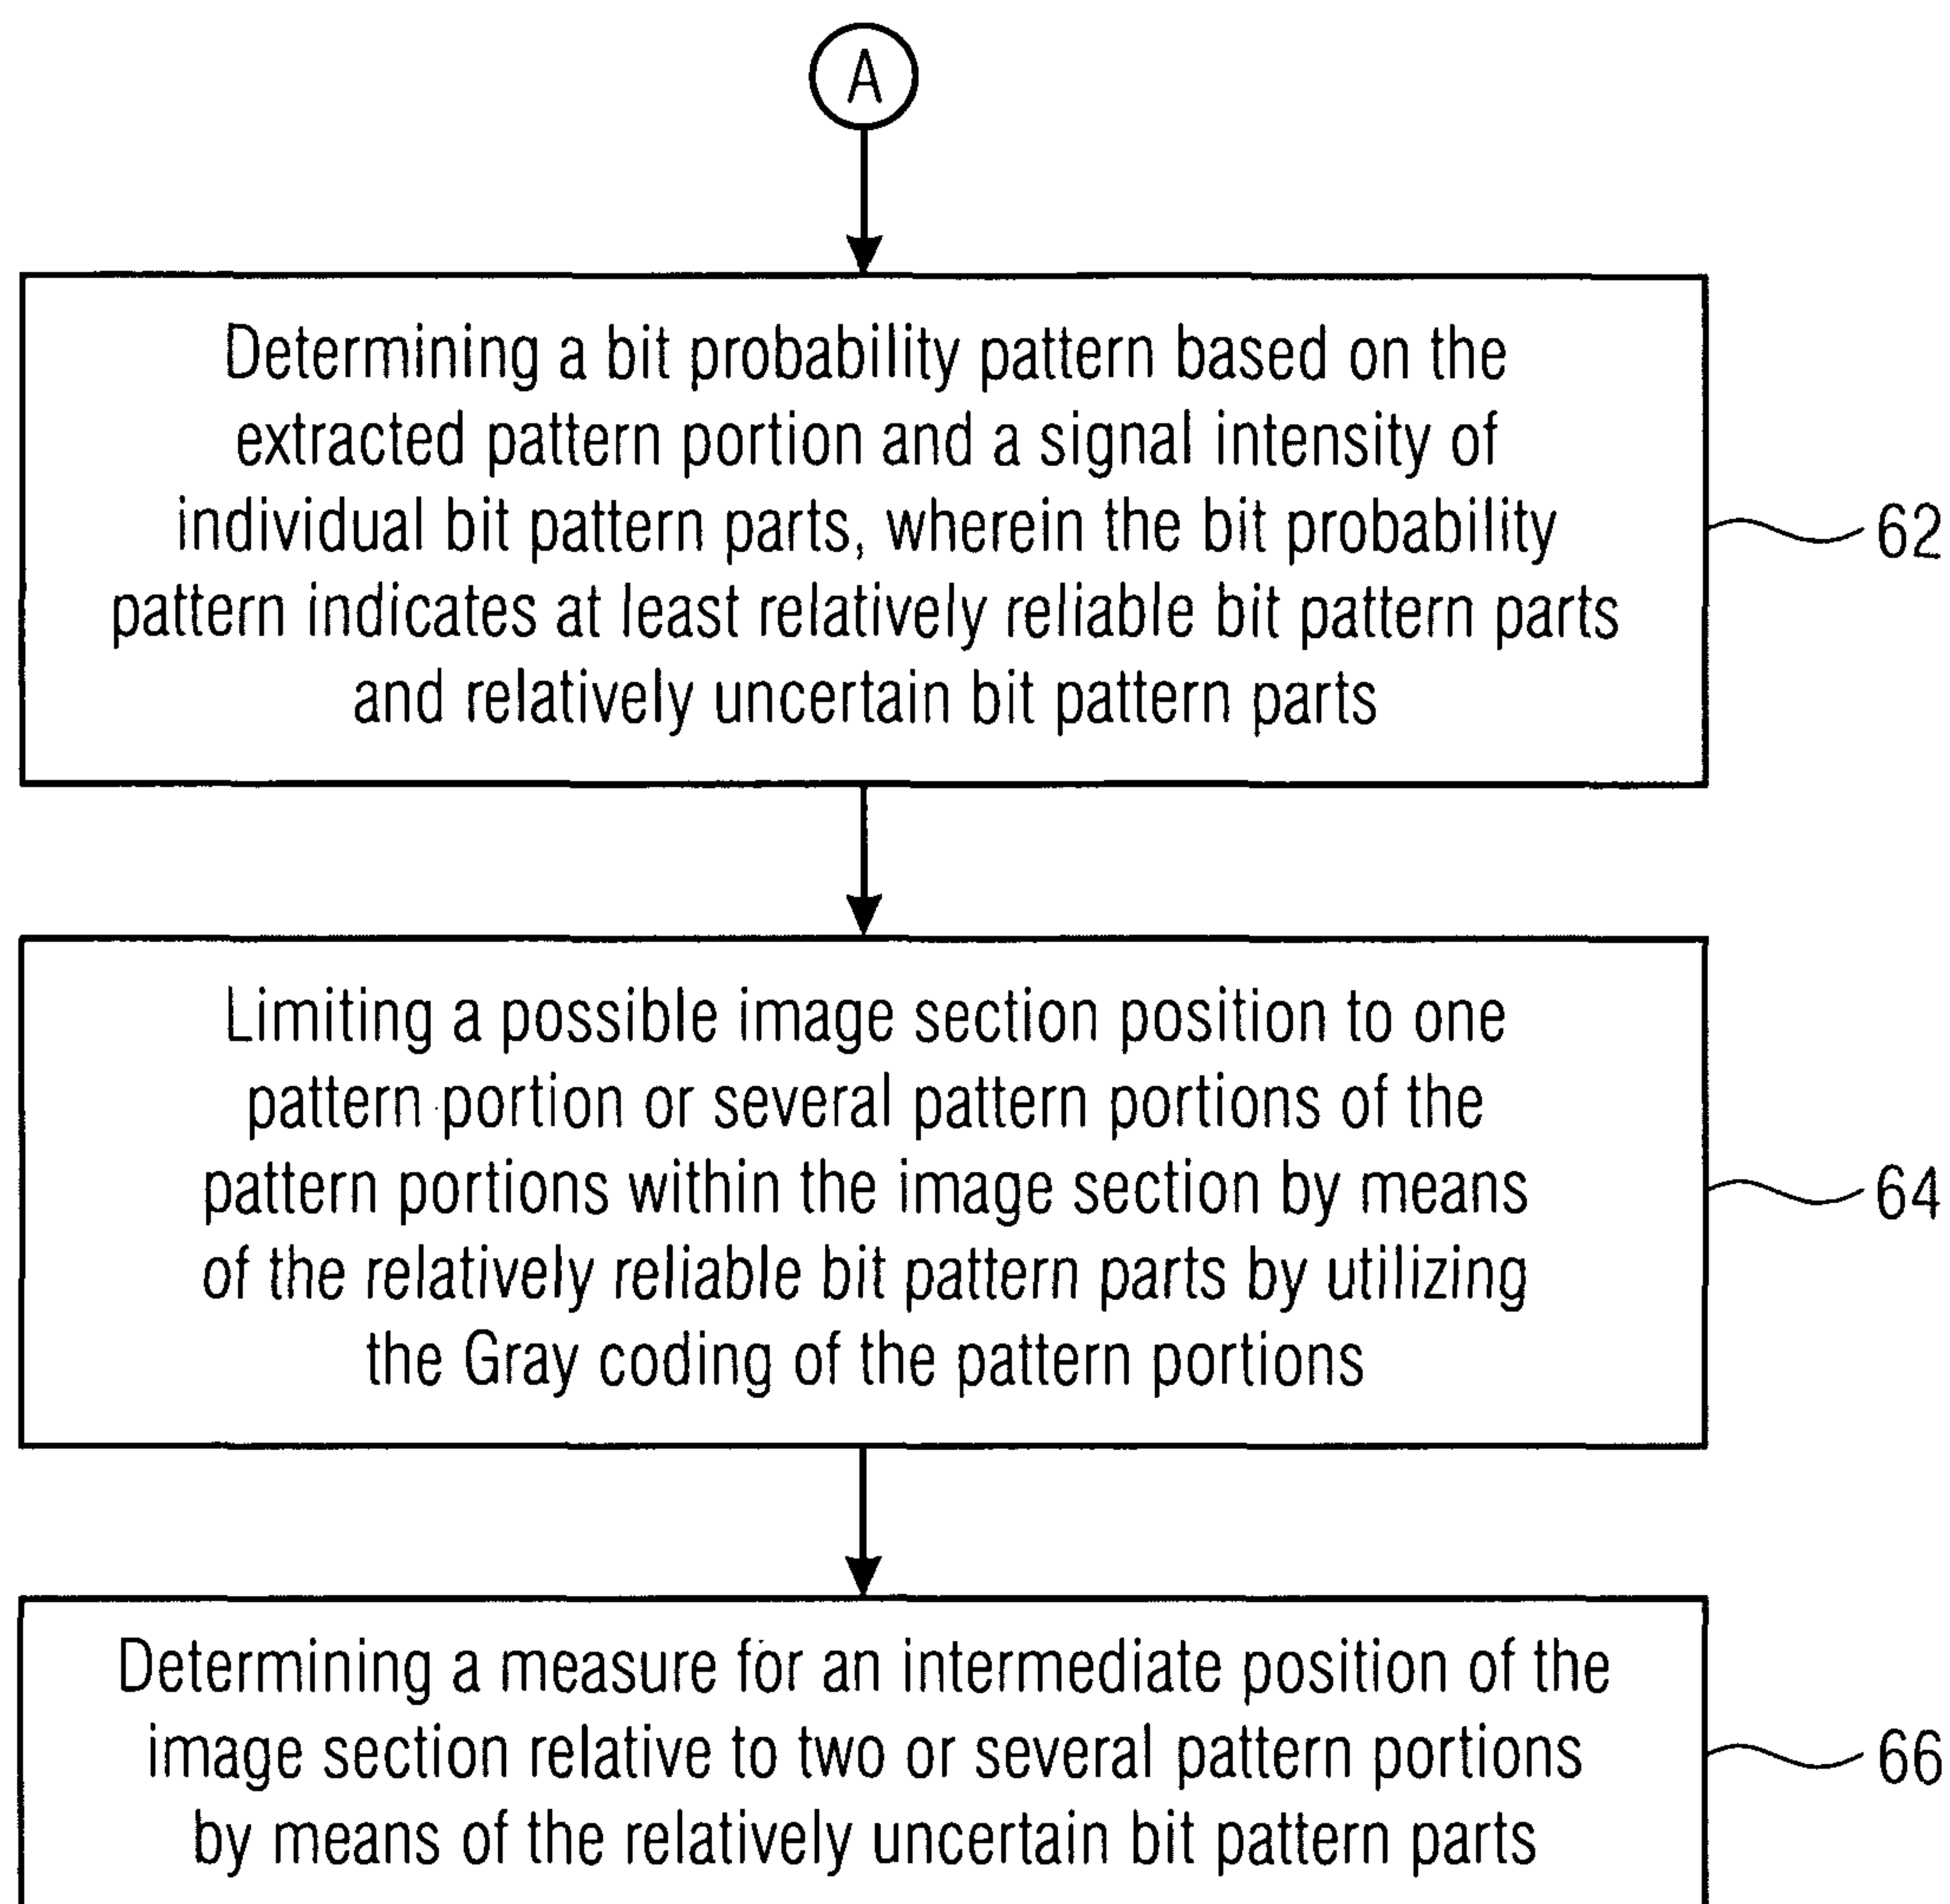 A
Determining a bit probability pattern based on the
extracted pattern portion and a signal intensity of
individual bit pattern parts, wherein the bit probability
pattern indicates at least relatively reliable bit pattern parts
and relatively uncertain bit pattern parts
62
Limiting a possible image section position to one
pattern portion or several pattern portions of the
pattern portions within the image section by means
of the relatively reliable bit pattern parts by utilizing
the Gray coding of the pattern portions
64
Determining a measure for an intermediate position of the
image section relative to two or several pattern portions
by means of the relatively uncertain bit pattern parts
66